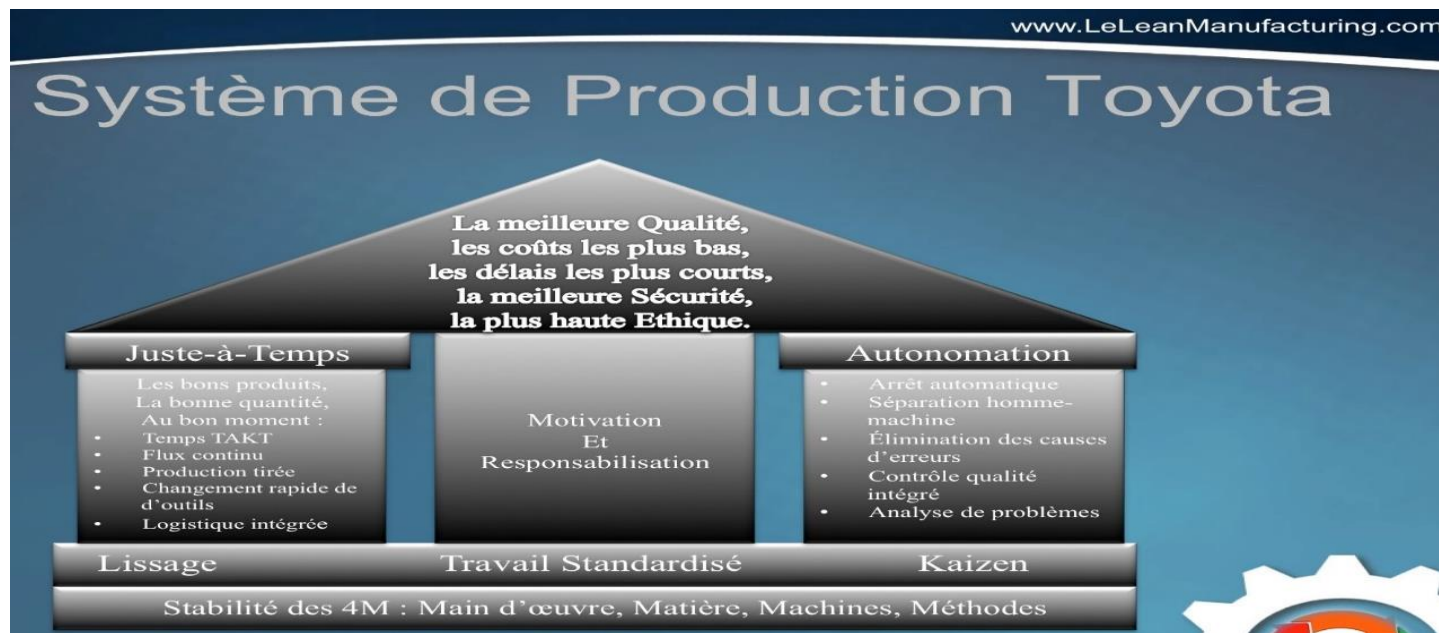 www.LeLeanManufacturing.com
Système de Production Toyota
La meilleure Qualité,
les coûts les plus bas,
les délais les plus courts,
la meilleure Sécurité,
la plus haute Ethique.
Juste-à-Temps
Les bons produits,
La bonne quantité,
Au bon moment :
• Temps TAKT
• Flux continu
• Production tirée
• Changement rapide de
d’outils
• Logistique intégrée
Motivation
Et
Responsabilisation
Autonomation
• Arrêt automatique
• Séparation homme-
machine
• Élimination des causes
d’erreurs
• Contrôle qualité
intégré
• Analyse de problèmes
Lissage Travail Standardisé Kaizen
Stabilité des 4M : Main d’œuvre, Matière, Machines, Méthodes